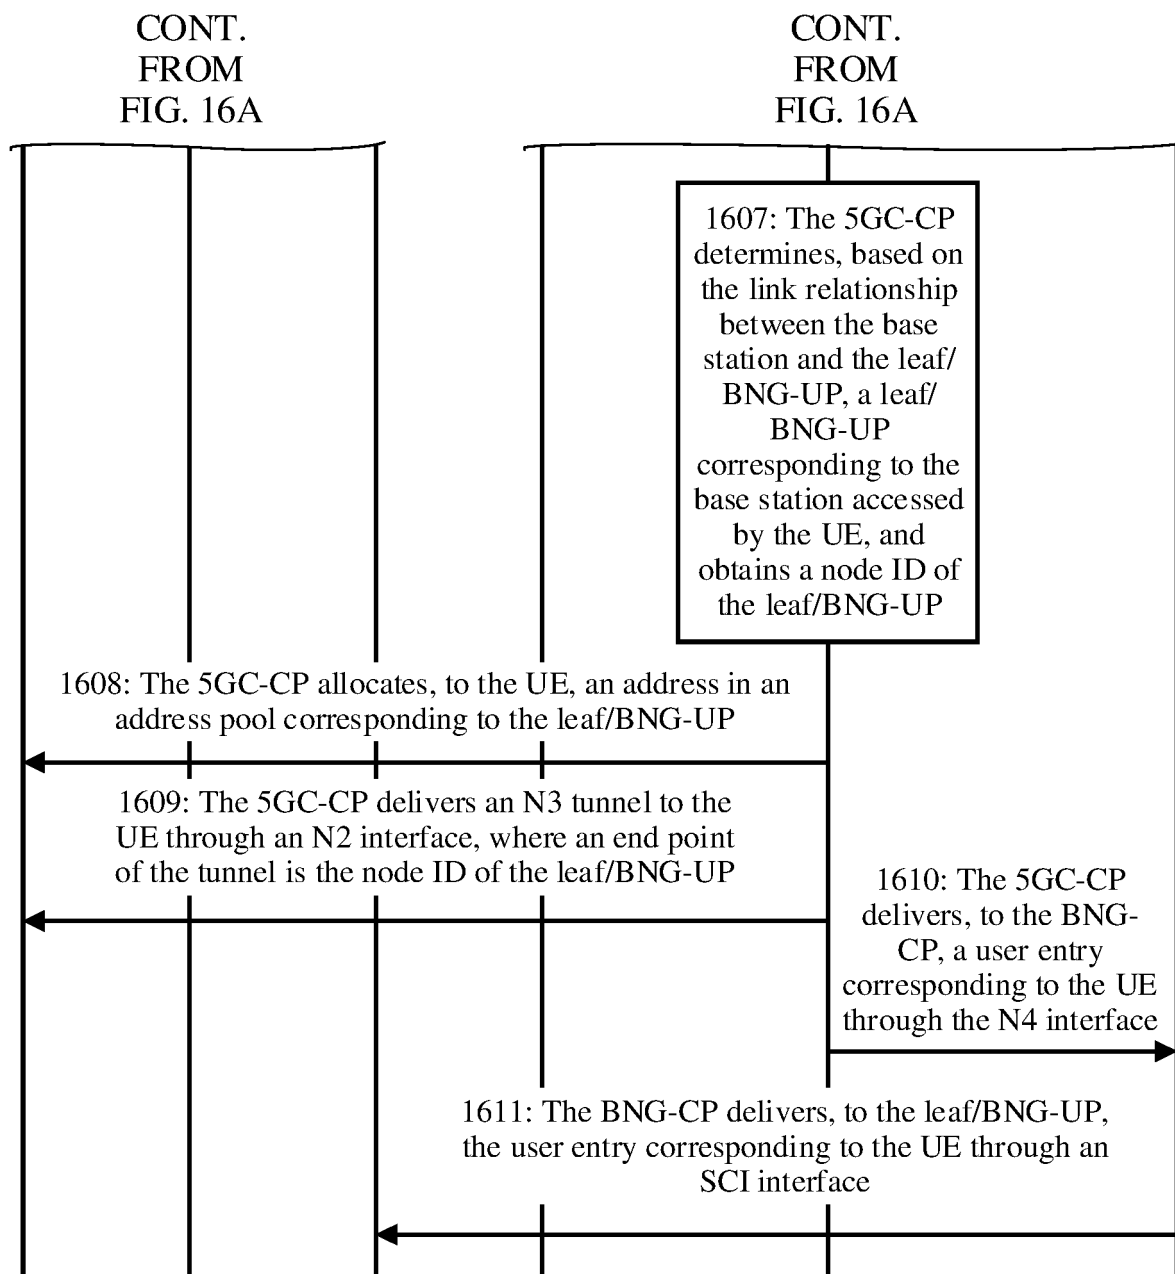 CONT.
FROM
FIG. 16A
CONT.
FROM
FIG. 16A
1607: The 5GC-CP
determines, based on
the link relationship
between the base
station and the leaf/
BNG-UP, a leaf/
BNG-UP
corresponding to the
base station accessed
by the UE, and
obtains a node ID of
the leaf/BNG-UP
1608: The 5GC-CP allocates, to the UE, an address in an
address pool corresponding to the leaf/BNG-UP
1609: The 5GC-CP delivers an N3 tunnel to the
UE through an N2 interface, where an end point
of the tunnel is the node ID of the leaf/BNG-UP
1610: The 5GC-CP
delivers, to the BNG-
CP, a user entry
corresponding to the UE
through the N4 interface
1611: The BNG-CP delivers, to the leaf/BNG-UP,
the user entry corresponding to the UE through an
SCI interface